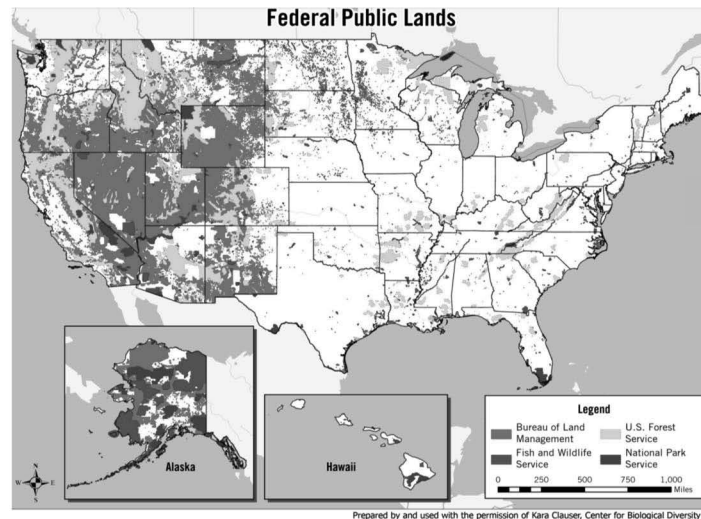 Federal Public Lands
Alaska
Hawaii
N
W E
S
Legend
Bureau of Land
Management
U.S. Forest
Service
Fish and Wildlife
Service
National Park
Service
0 250 500 750 1,000
Miles
Prepared by and used with the permission of Kara Clauser, Center for Biological Diversity